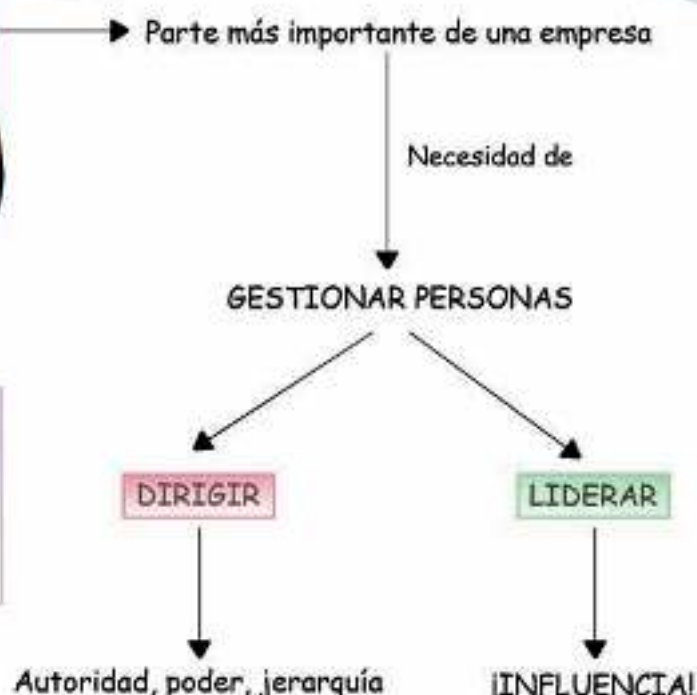 Parte más importante de una empresa
Necesidad de
GESTIONAR PERSONAS
DIRIGIR
LIDERAR
Autoridad, poder, jerarquía
¡INFLUENCIA!